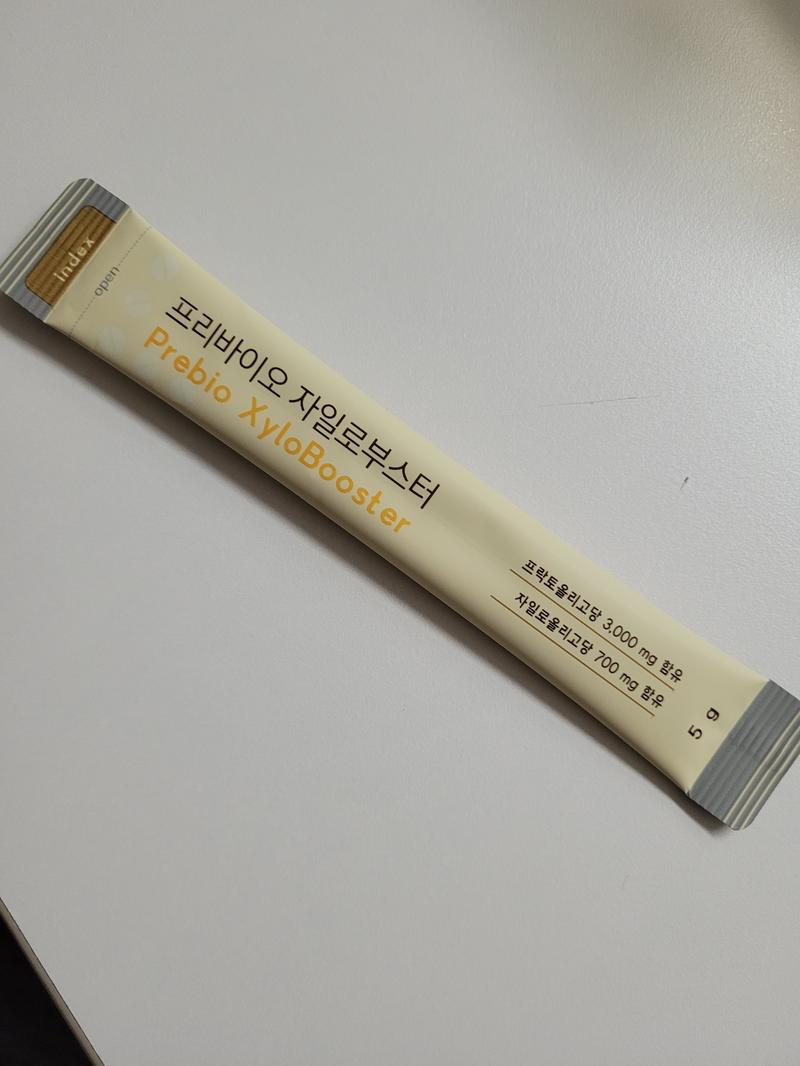 index
open
프리바이오 자일로부스터
Prebio XyloBooster
프락토올리고당 3,000 mg 함유
자일로올리고당 700 mg 함유
5 g